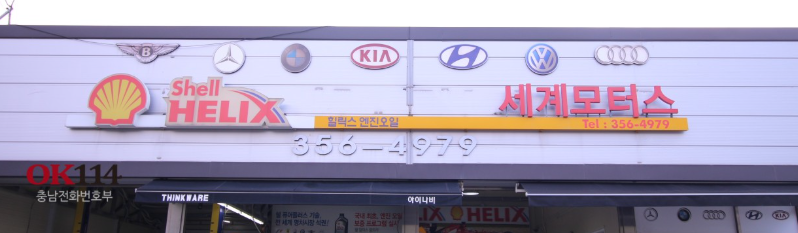 KIA
Shell
HELIX
세계모터스
힐릭스 엔진오일
Tel : 356-4979
356-4979
OK114
충남전화번호부
THINKWARE
아이나비
HELIX
KIA